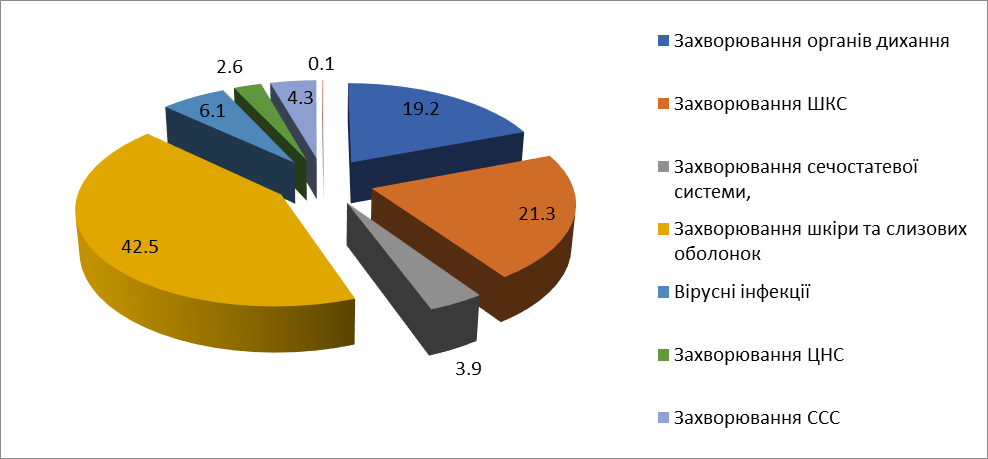 0.1
2.6
4.3
6.1
19.2
21.3
42.5
3.9
Захворювання органів дихання
Захворювання ШКС
Захворювання сечостатевої
системи,
Захворювання шкіри та слизових
оболонок
Вірусні інфекції
Захворювання ЦНС
Захворювання ССС